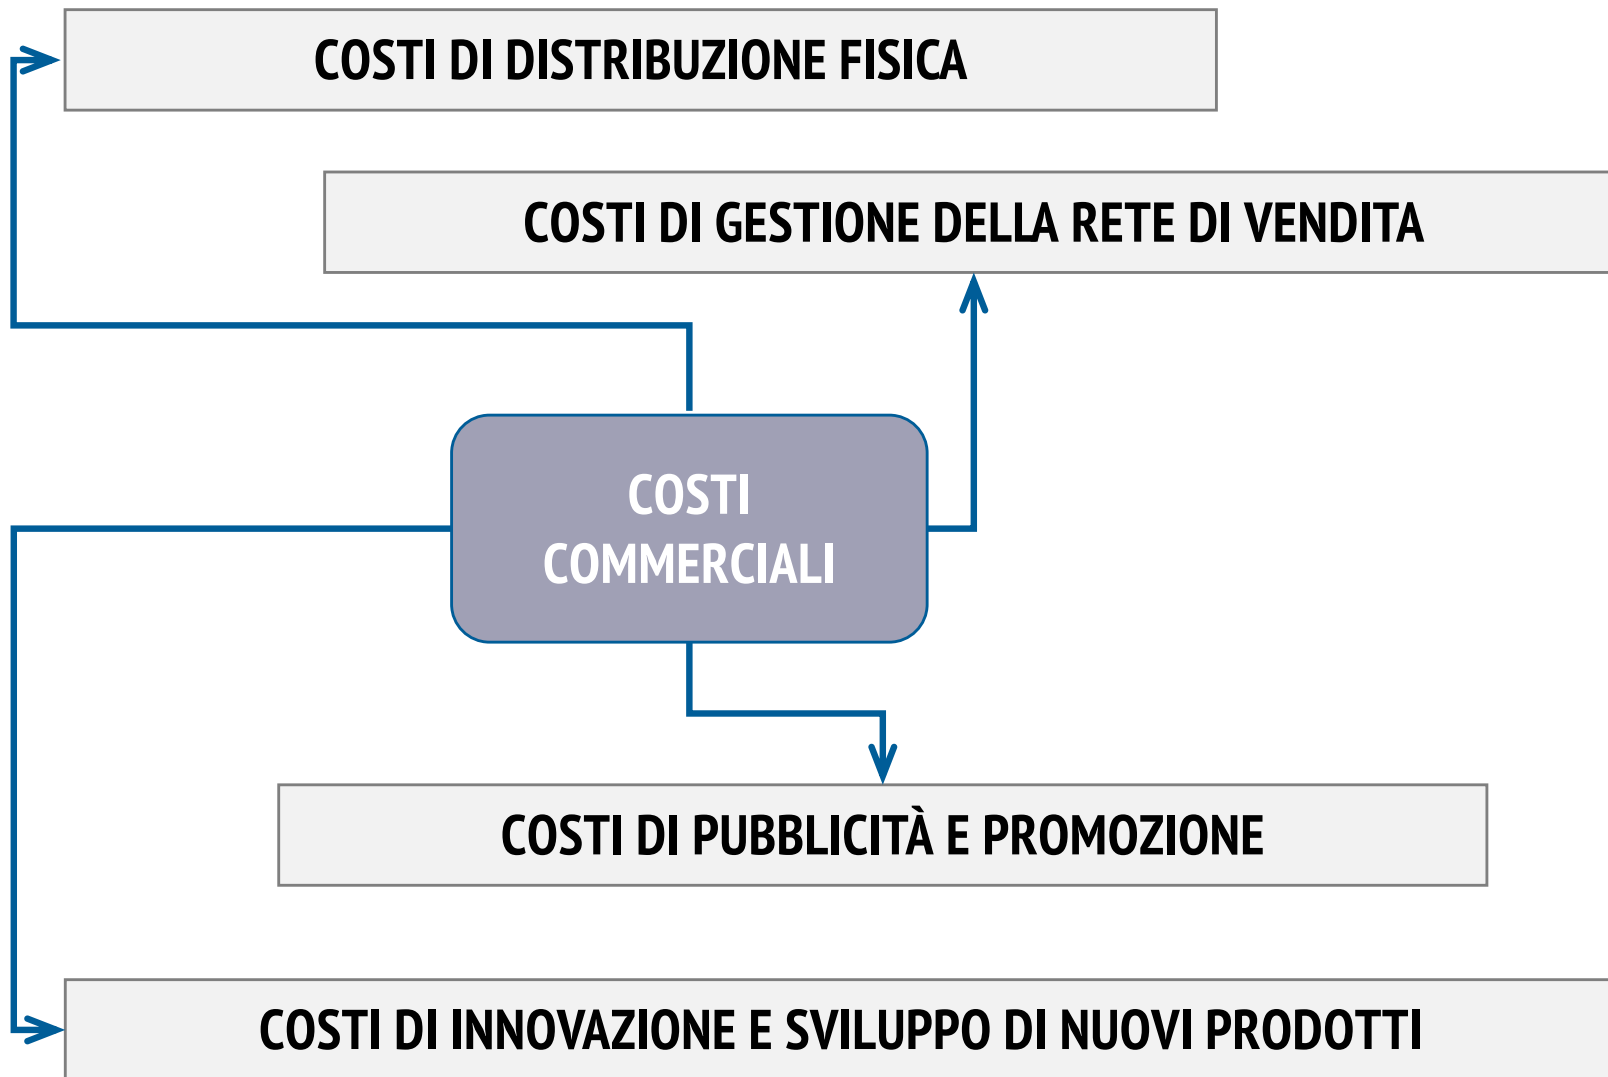 COSTI DI DISTRIBUZIONE FISICA
COSTI DI GESTIONE DELLA RETE DI VENDITA
COSTI
COMMERCIALI
COSTI DI PUBBLICITÀ E PROMOZIONE
COSTI DI INNOVAZIONE E SVILUPPO DI NUOVI PRODOTTI